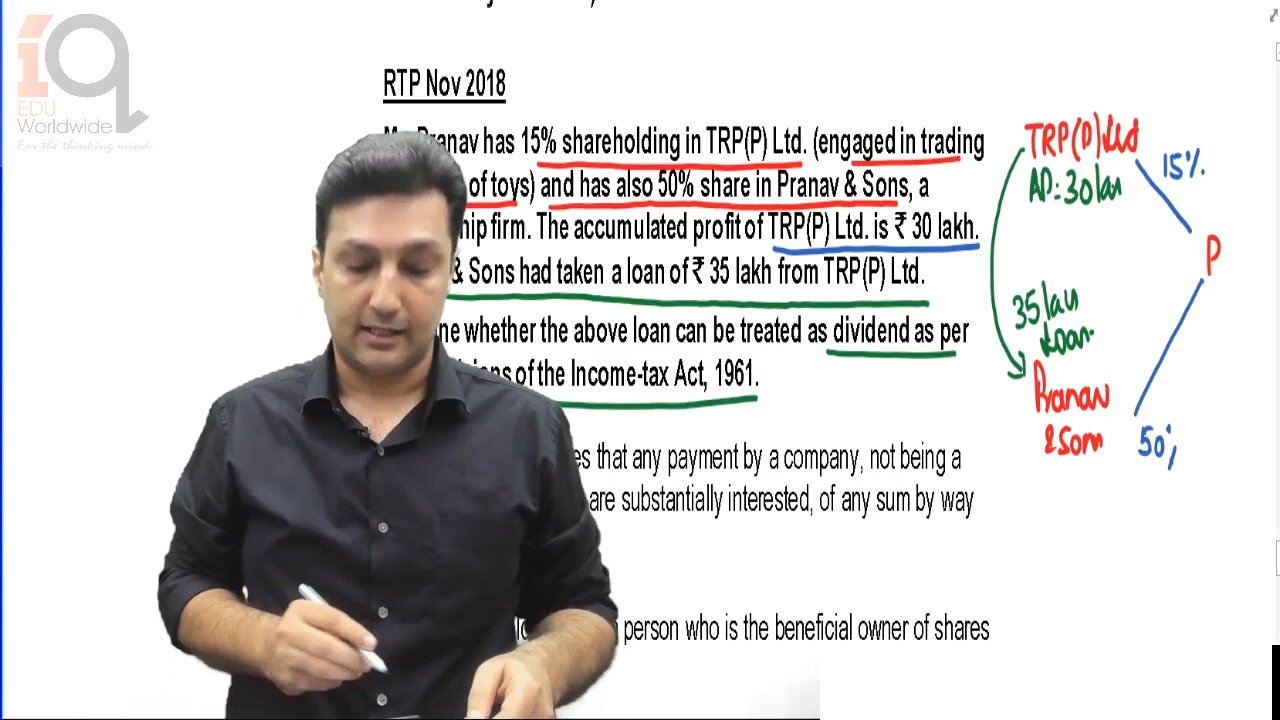 iq
EDU
Worldwide
For the thinking mind
RTP Nov 2018
Pranav has 15% shareholding in TRP(P) Ltd. (engaged in trading
of toys) and has also 50% share in Pranav & Sons, a
firm. The accumulated profit of TRP(P) Ltd. is ₹ 30 lakh.
& Sons had taken a loan of ₹ 35 lakh from TRP(P) Ltd.
whether the above loan can be treated as dividend as per
of the Income-tax Act, 1961.
that any payment by a company, not being a
are substantially interested, of any sum by way
person who is the beneficial owner of shares
TRP(P) Ltd
15%
AP: 30 lac
P
35 lac
Loan
Pranav
& Sons
50%